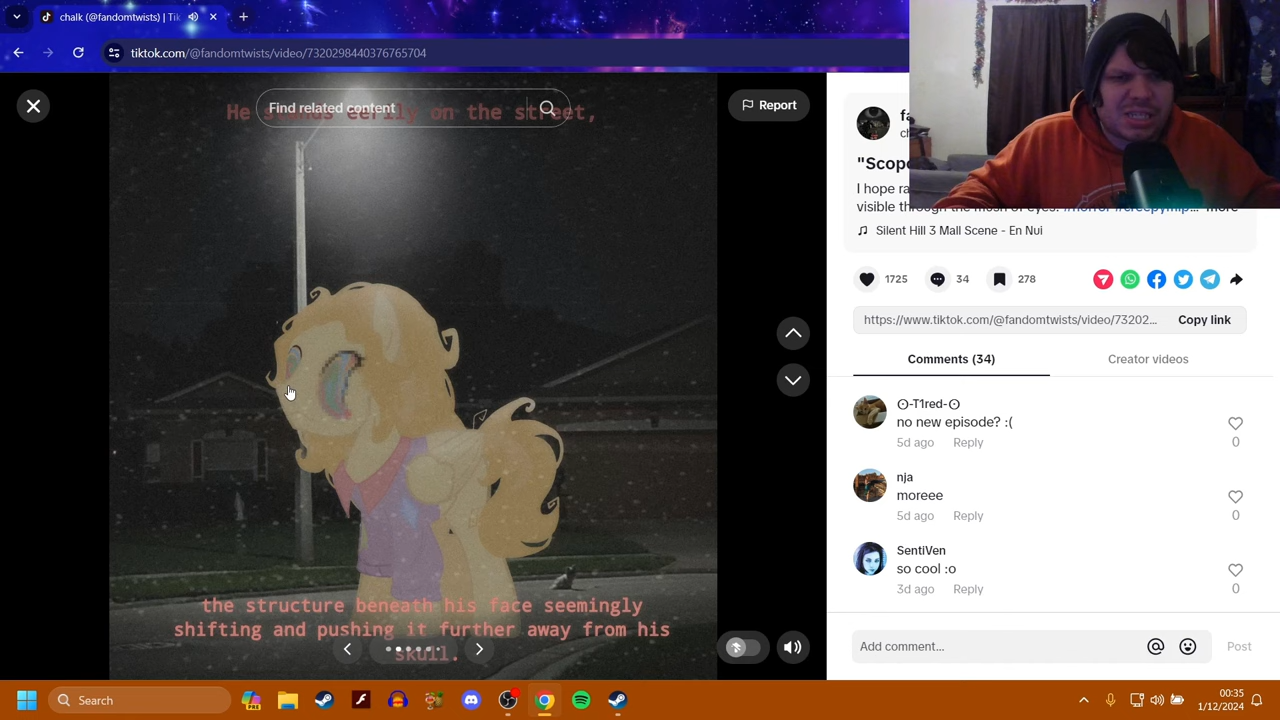 chalk (@fandomtwists) | Tik
tiktok.com/@fandomtwists/video/7320298440376765704
Find related content
Report
He stands eerily on the street,
the structure beneath his face seemingly
shifting and pushing it further away from his
skull.
"Scop
I hope
visible through the mesh of eyes. #horror #creepymlp... more
Silent Hill 3 Mall Scene - En Nui
1725
34
278
https://www.tiktok.com/@fandomtwists/video/73202...
Copy link
Comments (34)
Creator videos
ʘ-T1red-ʘ
no new episode? :(
5d ago
Reply
0
nja
moreee
5d ago
Reply
0
SentiVen
so cool :o
3d ago
Reply
0
Add comment...
Post
Search
PRE
00:35
1/12/2024